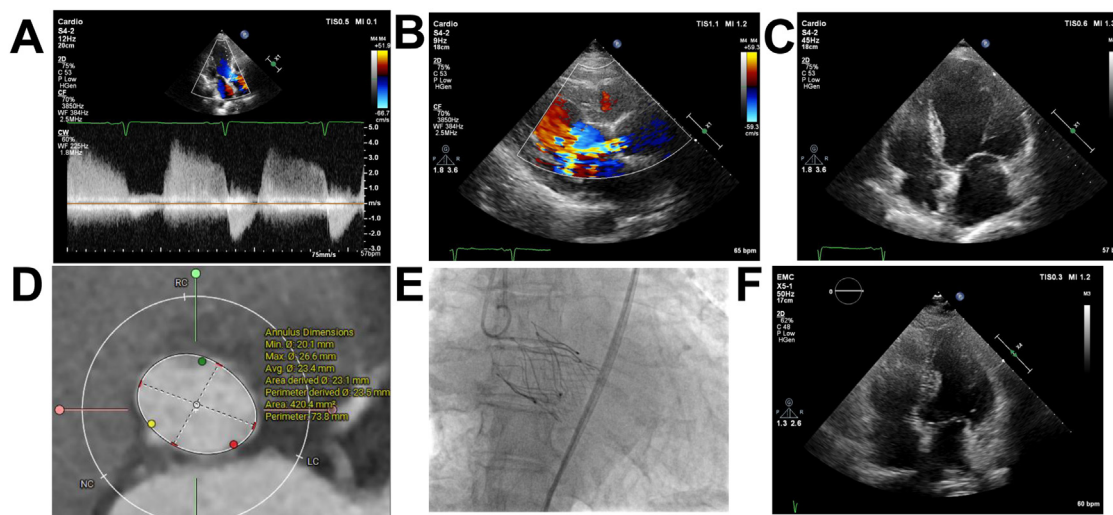 A
Cardio
S4-2
12Hz
20cm
2D
75%
C 53
P Low
HGen
CF
70%
3850Hz
WF 384Hz
2.5MHz
CW
60%
WF 225Hz
1.8MHz
TIS0.5 MI 0.1
M4 M4
+51.9
-66.7
cm/s
5.0
4.0
3.0
2.0
1.0
m/s
-1.0
-2.0
-3.0
75mm/s
57bpm
B
Cardio
S4-2
9Hz
18cm
2D
75%
C 53
P Low
HGen
CF
70%
3850Hz
WF 384Hz
2.5MHz
TIS1.1 MI 1.2
M4 M4
+59.3
-59.3
cm/s
G
P R
1.8 3.6
65 bpm
C
Cardio
S4-2
45Hz
18cm
2D
75%
C 53
P Low
HGen
TIS0.6 MI 1.3
G
P R
1.8 3.6
57 bp
D
RC
Annulus Dimensions
Min. Ø: 20.1 mm
Max. Ø: 26.6 mm
Avg. Ø: 23.4 mm
Area derived Ø: 23.1 mm
Perimeter derived Ø: 23.5 mm
Area: 420.4 mm²
Perimeter: 73.8 mm
LC
NC
E
F
EMC
X5-1
50Hz
17cm
2D
62%
C 48
P Low
HGen
0
TIS0.3 MI 1.2
M3
G
P R
1.3 2.6
60 bpm